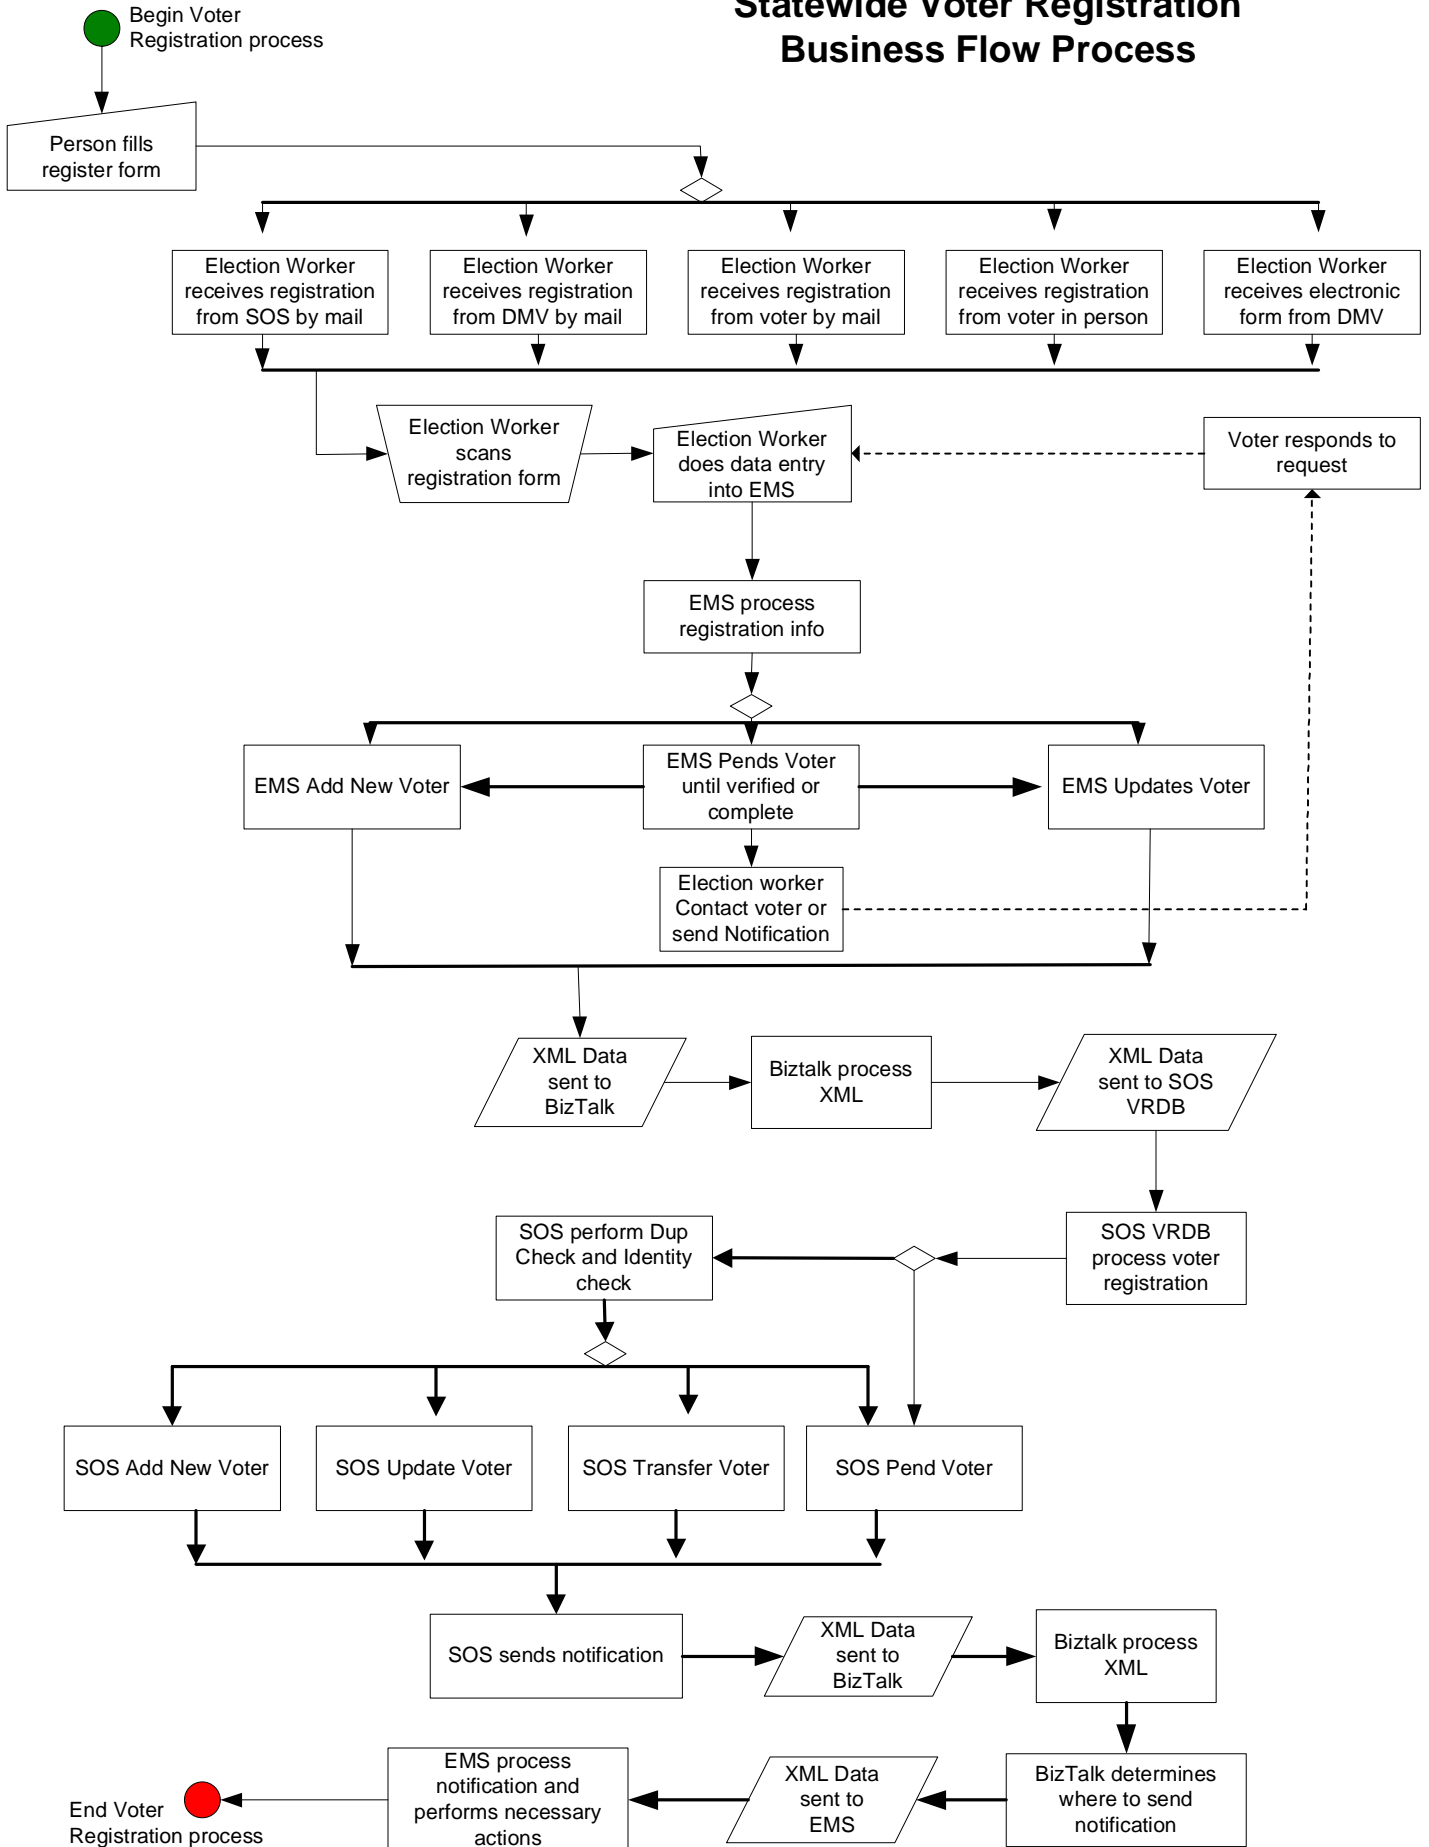 Begin Voter
Registration process
Statewide Voter Registration
Business Flow Process
Person fills
register form
Election Worker
receives registration
from SOS by mail
Election Worker
receives registration
from DMV by mail
Election Worker
receives registration
from voter by mail
Election Worker
receives registration
from voter in person
Election Worker
receives electronic
form from DMV
Election Worker
scans
registration form
Election Worker
does data entry
into EMS
Voter responds to
request
EMS process
registration info
EMS Add New Voter
EMS Pends Voter
until verified or
complete
EMS Updates Voter
Election worker
Contact voter or
send Notification
XML Data
sent to
BizTalk
Biztalk process
XML
XML Data
sent to SOS
VRDB
SOS perform Dup
Check and Identity
check
SOS VRDB
process voter
registration
SOS Add New Voter
SOS Update Voter
SOS Transfer Voter
SOS Pend Voter
SOS sends notification
XML Data
sent to
BizTalk
Biztalk process
XML
End Voter
Registration process
EMS process
notification and
performs necessary
actions
XML Data
sent to
EMS
BizTalk determines
where to send
notification